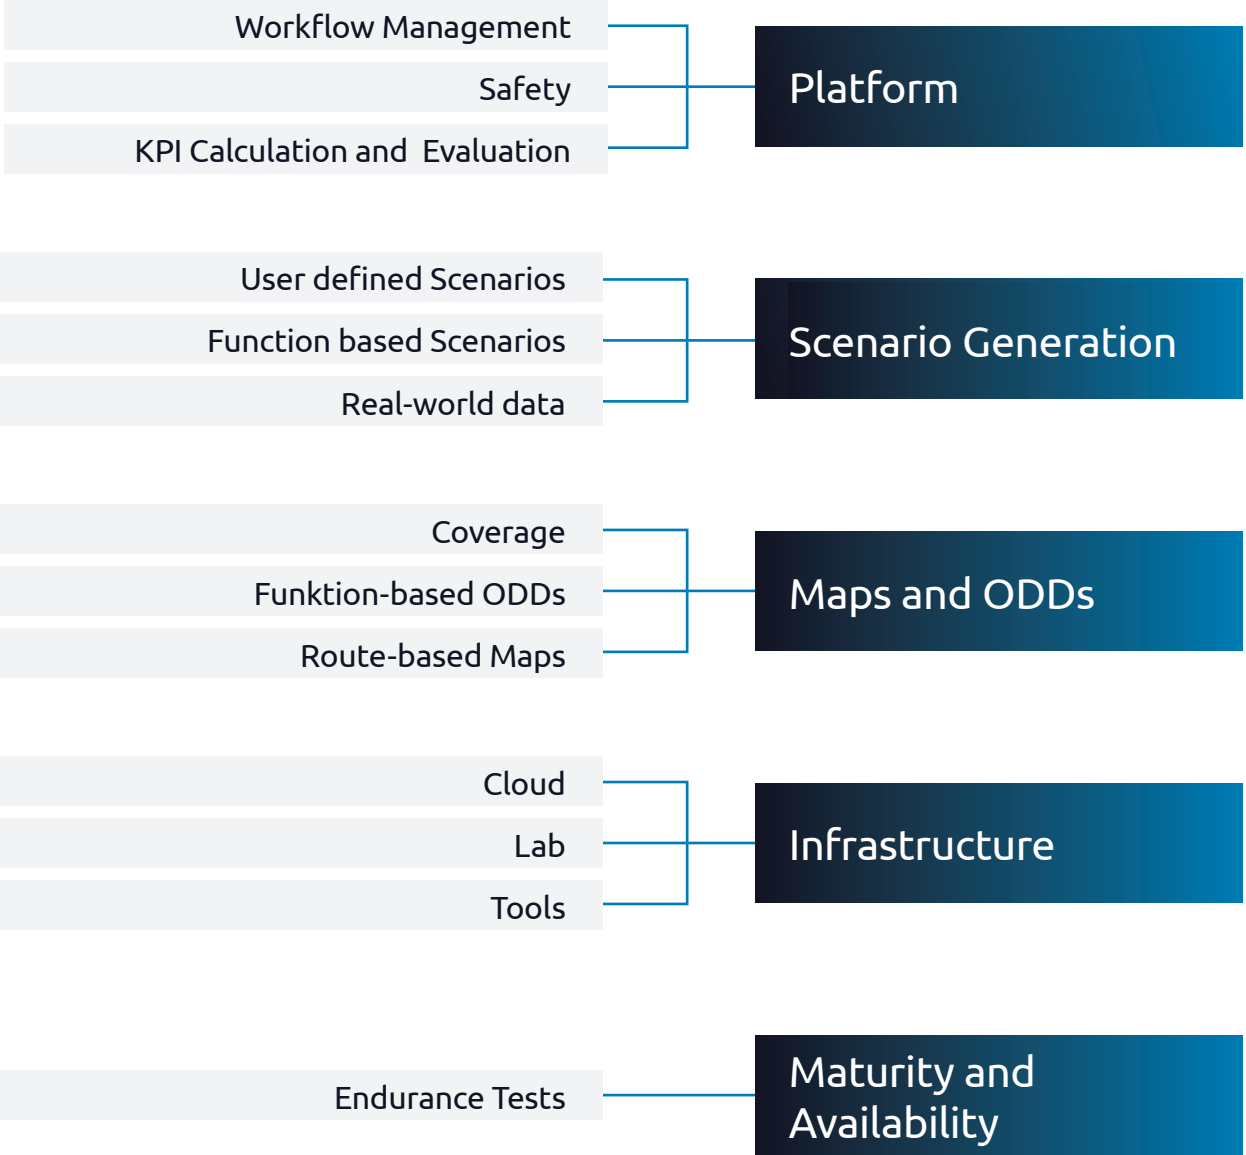 Workflow Management
Safety
KPI Calculation and  Evaluation
Platform
User defined Scenarios
Function based Scenarios
Real-world data
Scenario Generation
Coverage
Funktion-based ODDs
Route-based Maps
Maps and ODDs
Cloud
Lab
Tools
Infrastructure
Endurance Tests
Maturity and
Availability